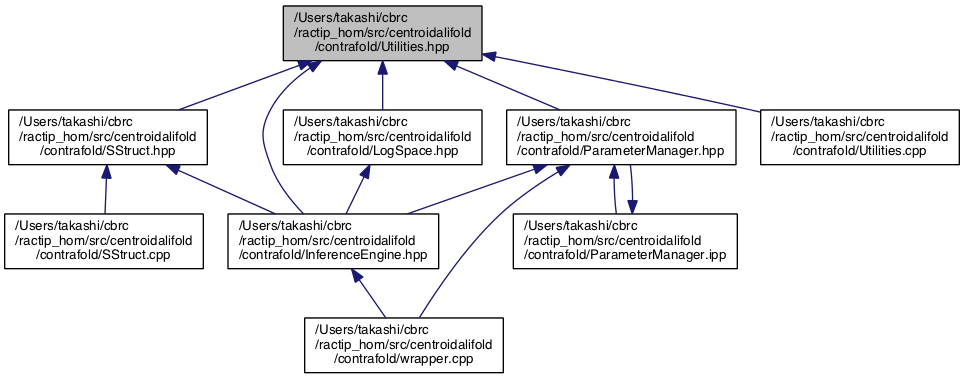 /Users/takashi/cbrc
/ractip_hom/src/centroidalifold
/contrafold/Utilities.hpp
/Users/takashi/cbrc
/ractip_hom/src/centroidalifold
/contrafold/SStruct.hpp
/Users/takashi/cbrc
/ractip_hom/src/centroidalifold
/contrafold/LogSpace.hpp
/Users/takashi/cbrc
/ractip_hom/src/centroidalifold
/contrafold/ParameterManager.hpp
/Users/takashi/cbrc
/ractip_hom/src/centroidalifold
/contrafold/Utilities.cpp
/Users/takashi/cbrc
/ractip_hom/src/centroidalifold
/contrafold/SStruct.cpp
/Users/takashi/cbrc
/ractip_hom/src/centroidalifold
/contrafold/InferenceEngine.hpp
/Users/takashi/cbrc
/ractip_hom/src/centroidalifold
/contrafold/ParameterManager.ipp
/Users/takashi/cbrc
/ractip_hom/src/centroidalifold
/contrafold/wrapper.cpp